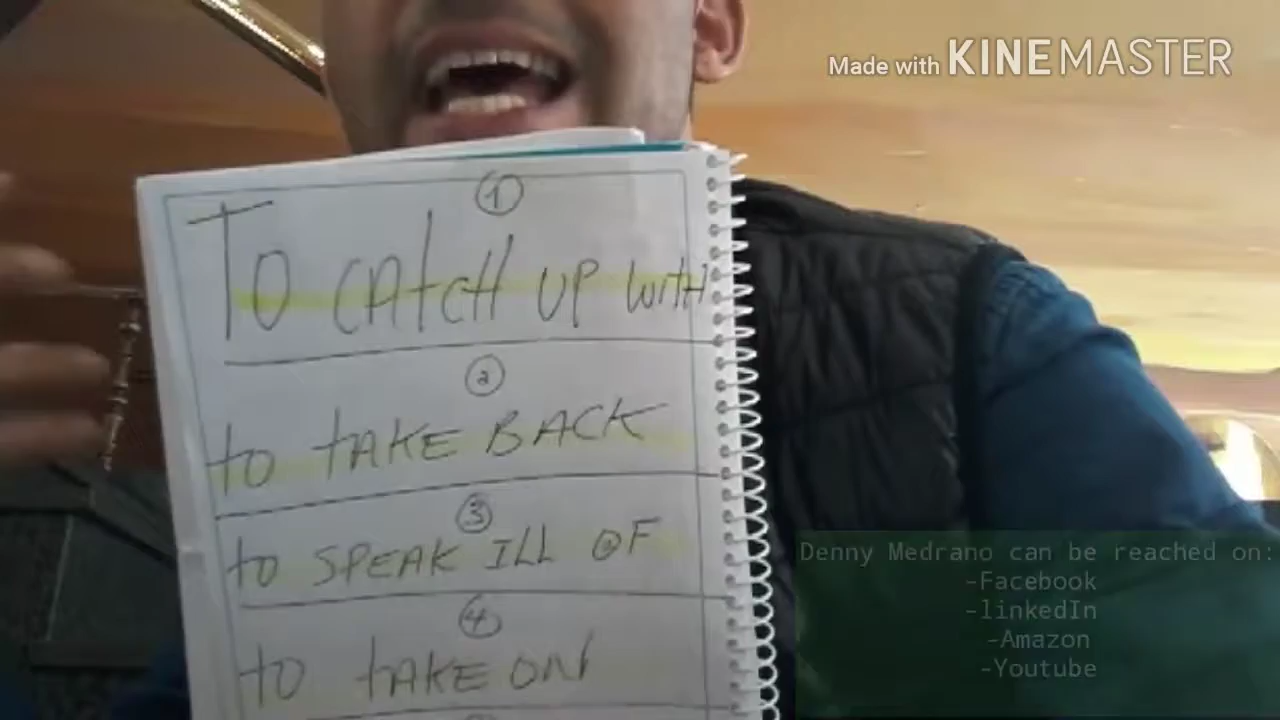 Made with KINEMASTER
1
To CAtcH UP WitH
2
to tAKE BACK
3
to SPEAK ILL OF
4
to tAKE ON
Denny Medrano can be reached on:
-Facebook
-linkedIn
-Amazon
-Youtube